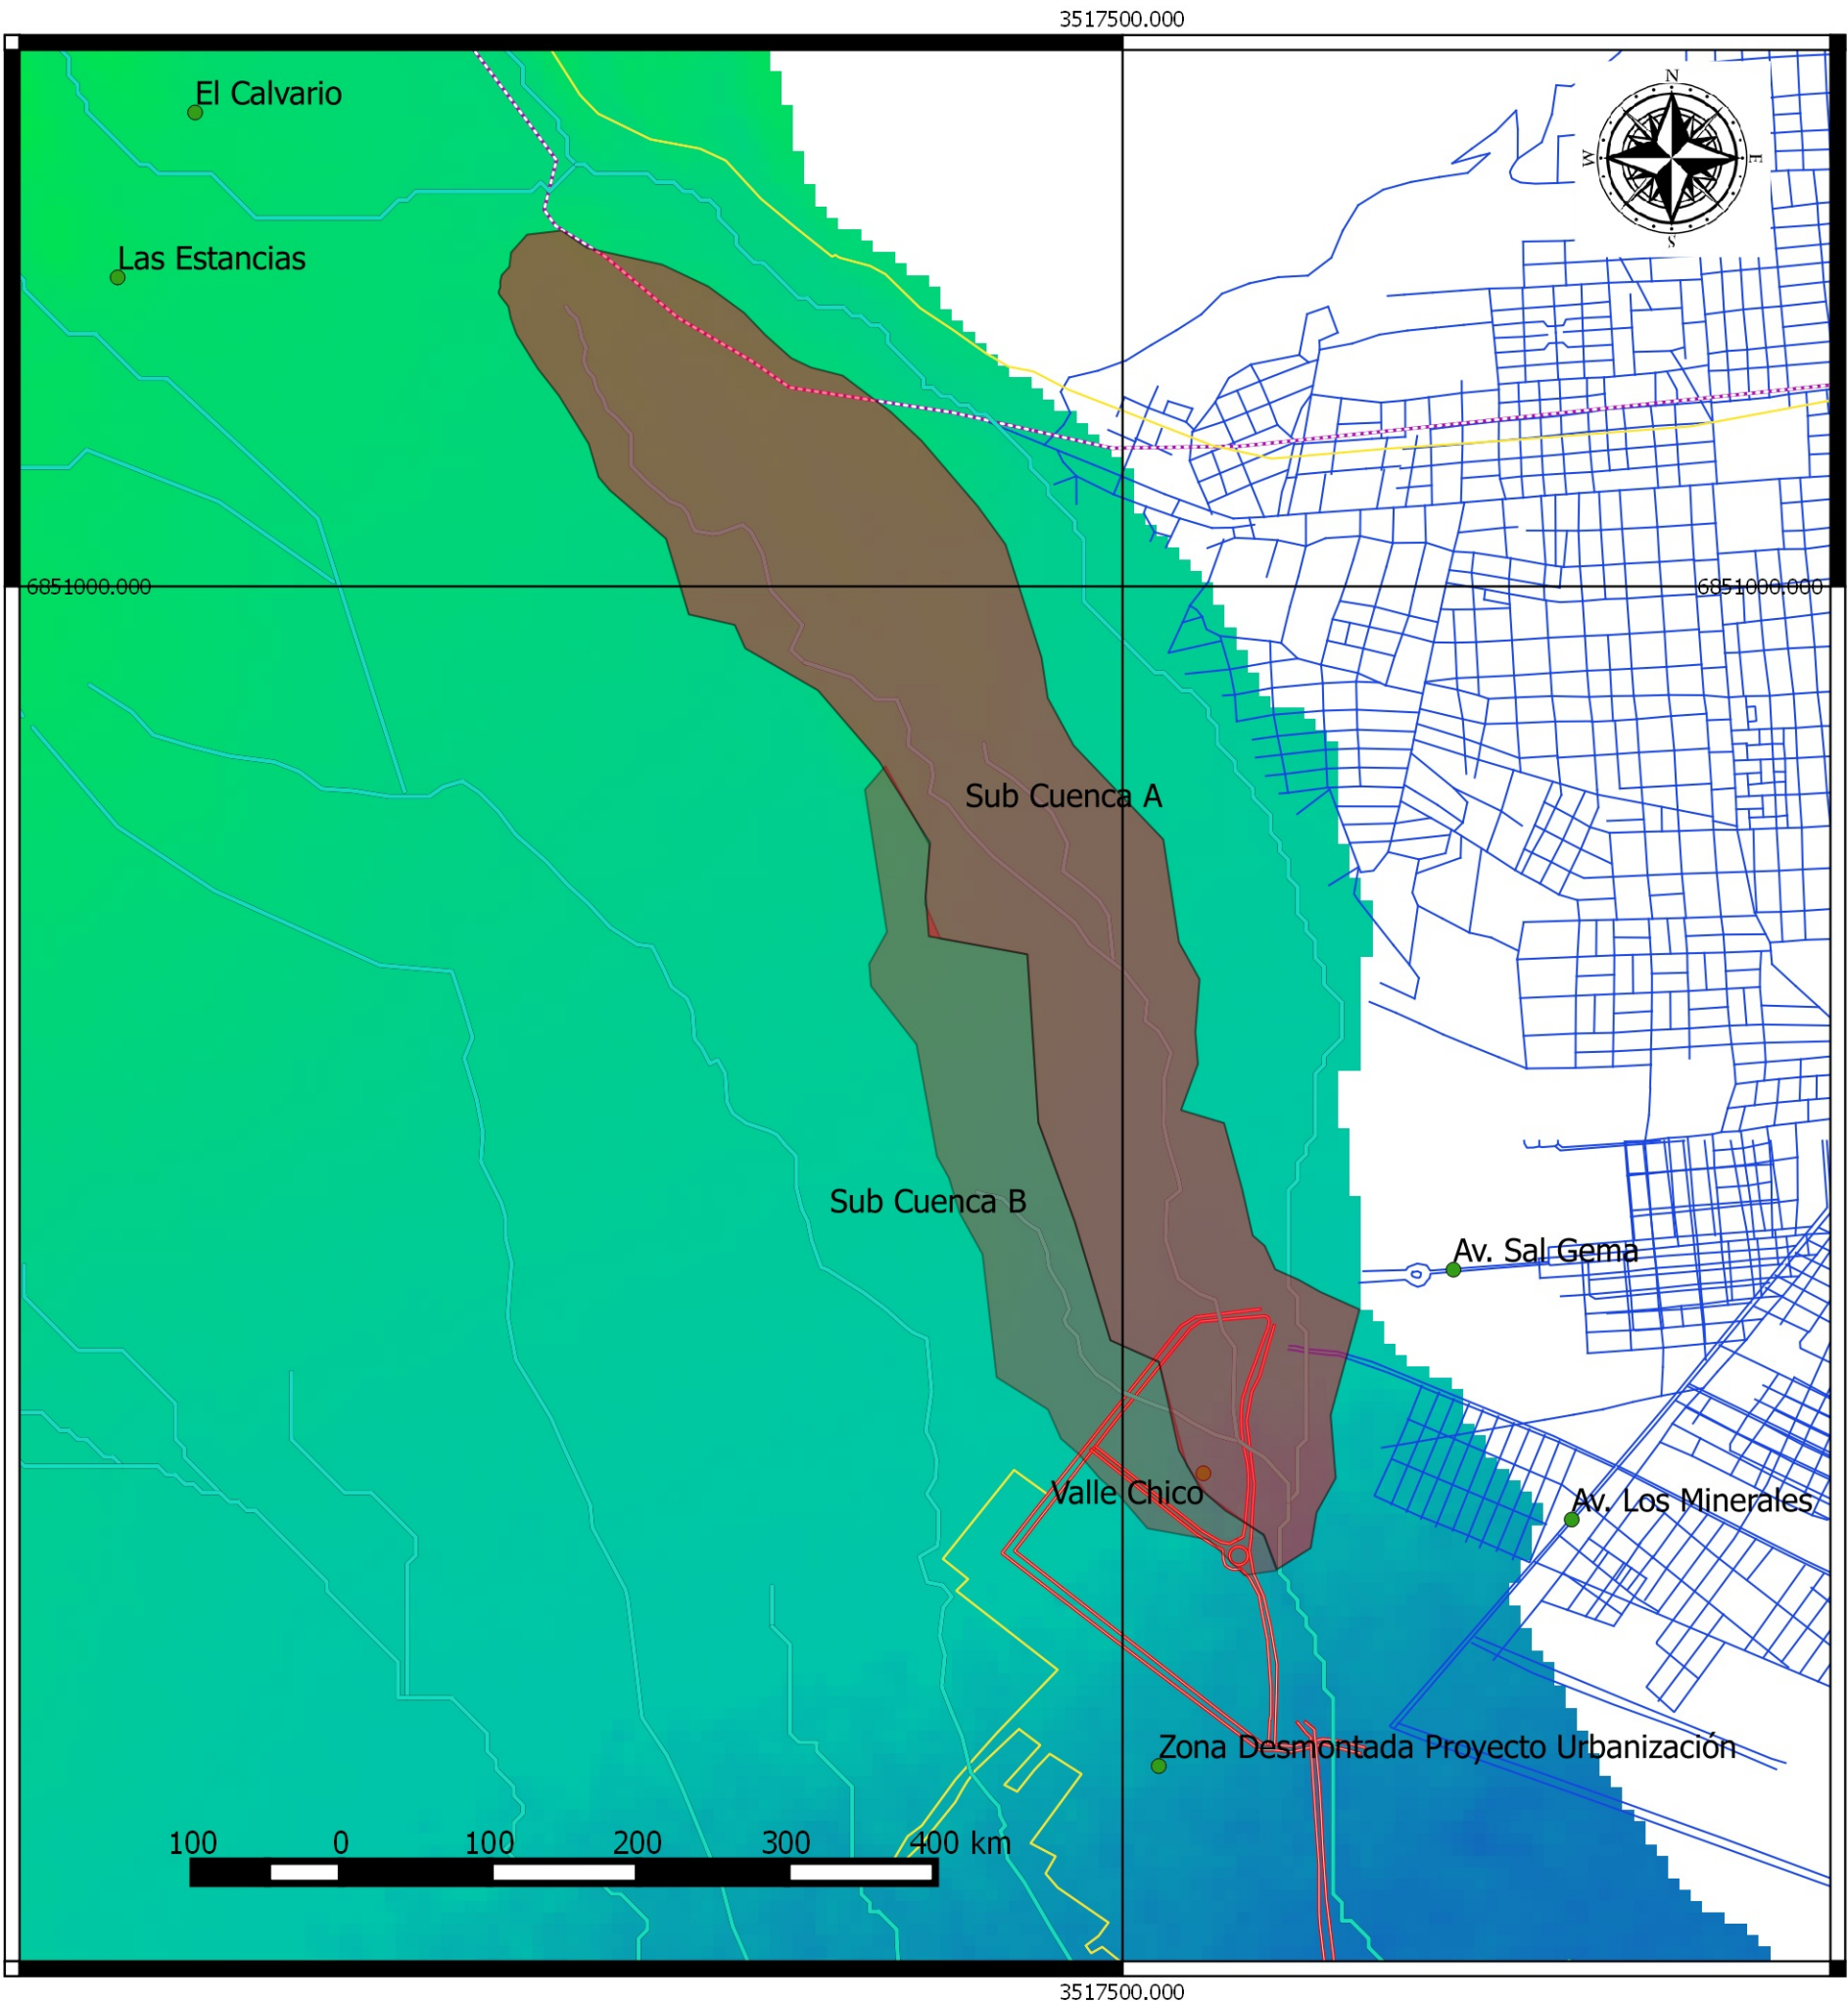 3517500.000
N
El Calvario
W
E
S
Las Estancias
6851000.000
6851000.000
Sub Cuenca A
Sub Cuenca B
Av. Sal Gema
Valle Chico
Av. Los Minerales
Zona Desmontada Proyecto Urbanización
100 0 100 200 300 400 km
3517500.000